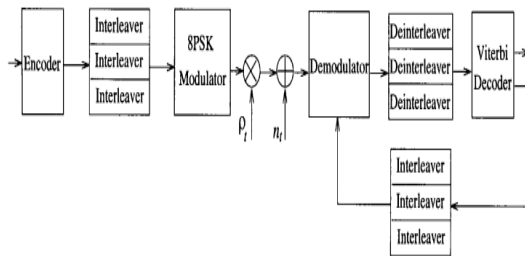 Encoder
Interleaver
Interleaver
Interleaver
8PSK
Modulator
ρt
nt
Demodulator
Deinterleaver
Deinterleaver
Deinterleaver
Viterbi
Decoder
Interleaver
Interleaver
Interleaver